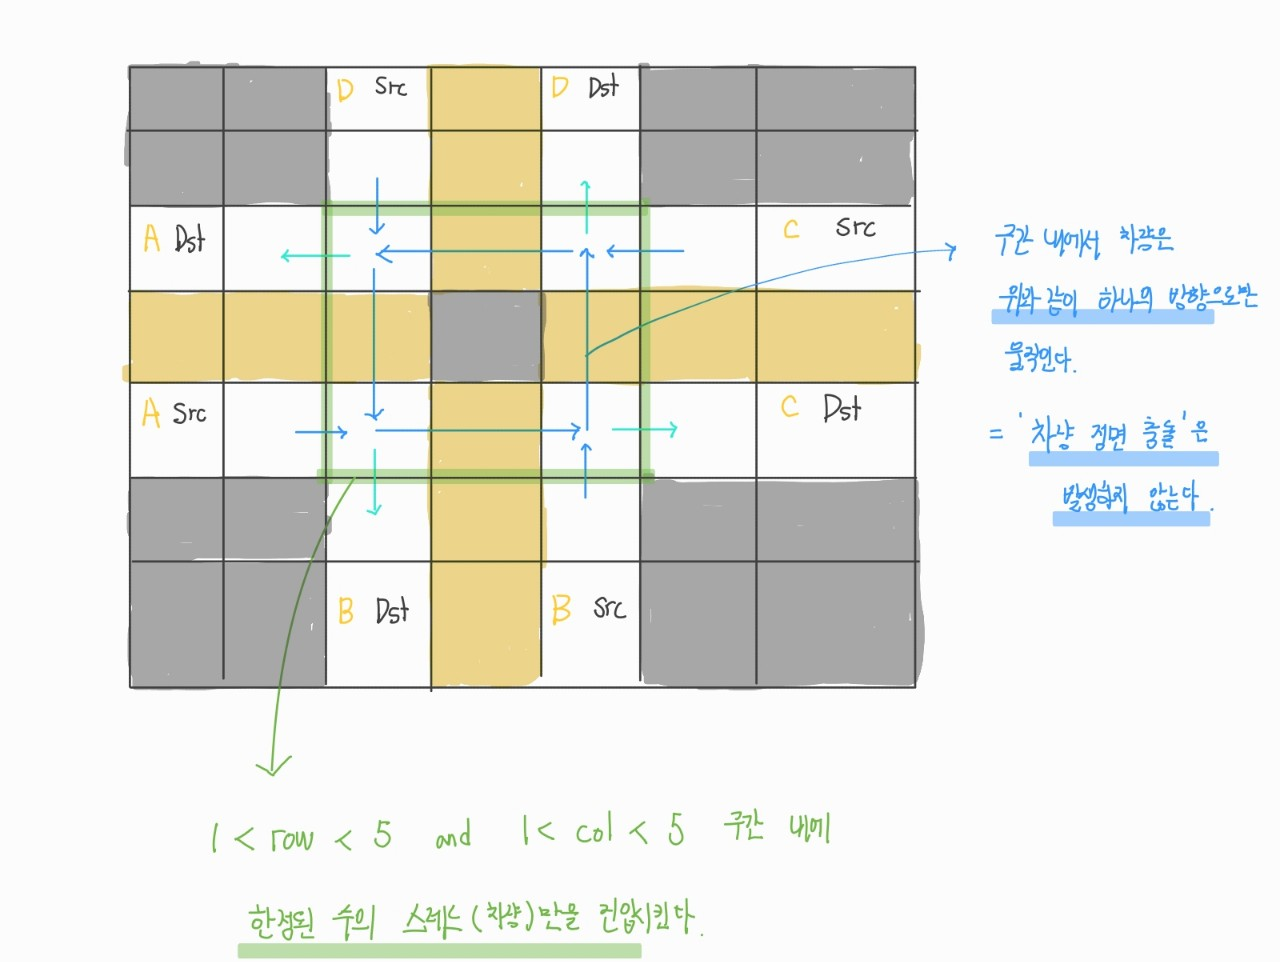 D Src D Dst
A Dst C Src
A Src C Dst
B Dst B Src
구간 내에서 차량은
위와 같이 하나의 방향으로만
움직인다.
= '차량 정면 충돌'은
발생하지 않는다.
1 < row < 5 and 1 < col < 5 구간 내에
한정된 수의 스레드(차량)만을 진입시킨다.